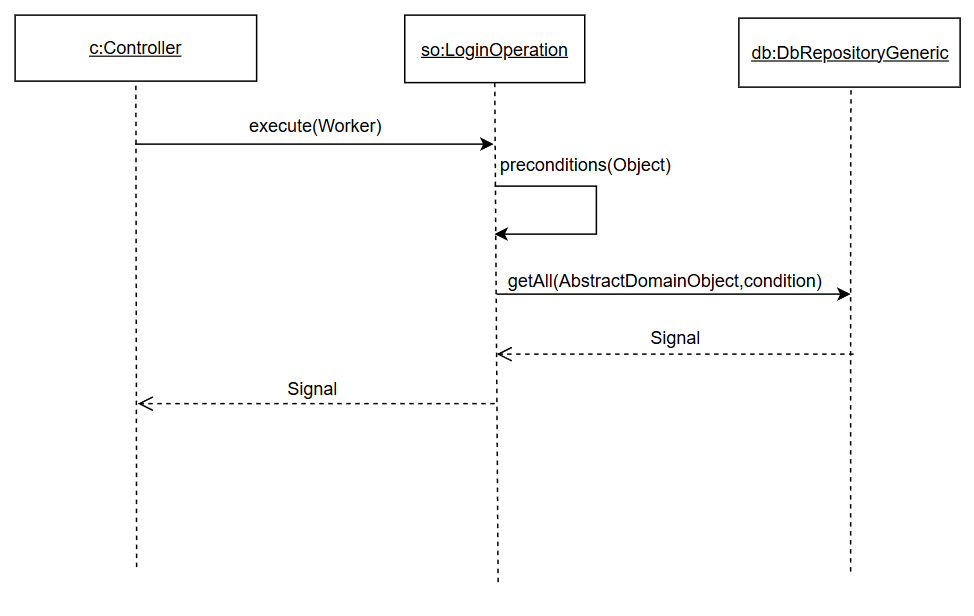 c:Controller
so:LoginOperation
db:DbRepositoryGeneric
execute(Worker)
preconditions(Object)
getAll(AbstractDomainObject,condition)
Signal
Signal